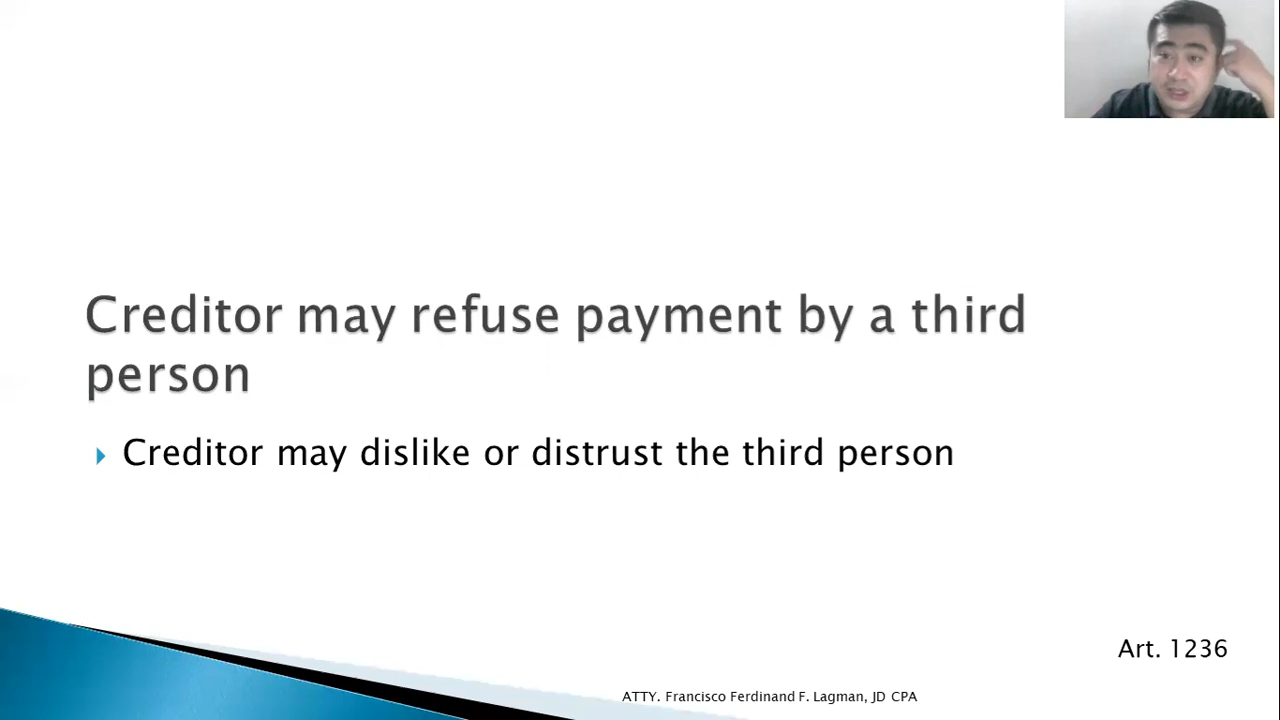 Creditor may refuse payment by a third
person
Creditor may dislike or distrust the third person
Art. 1236
ATTY. Francisco Ferdinand F. Lagman, JD CPA